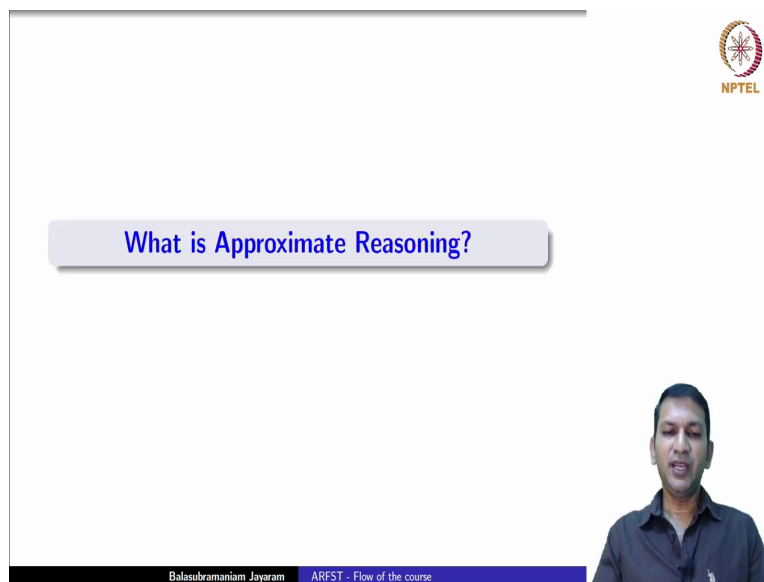 NPTEL
What is Approximate Reasoning?
Balasubramaniam Jayaram ARFST - Flow of the course